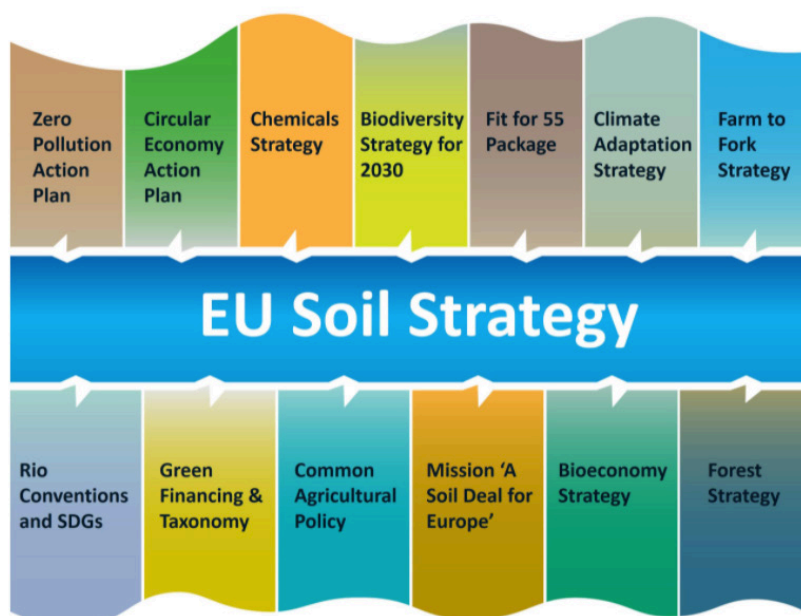 Zero
Pollution
Action
Plan
Circular
Economy
Action
Plan
Chemicals
Strategy
Biodiversity
Strategy for
2030
Fit for 55
Package
Climate
Adaptation
Strategy
Farm to
Fork
Strategy
EU Soil Strategy
Rio
Conventions
and SDGs
Green
Financing &
Taxonomy
Common
Agricultural
Policy
Mission ‘A
Soil Deal for
Europe’
Bioeconomy
Strategy
Forest
Strategy